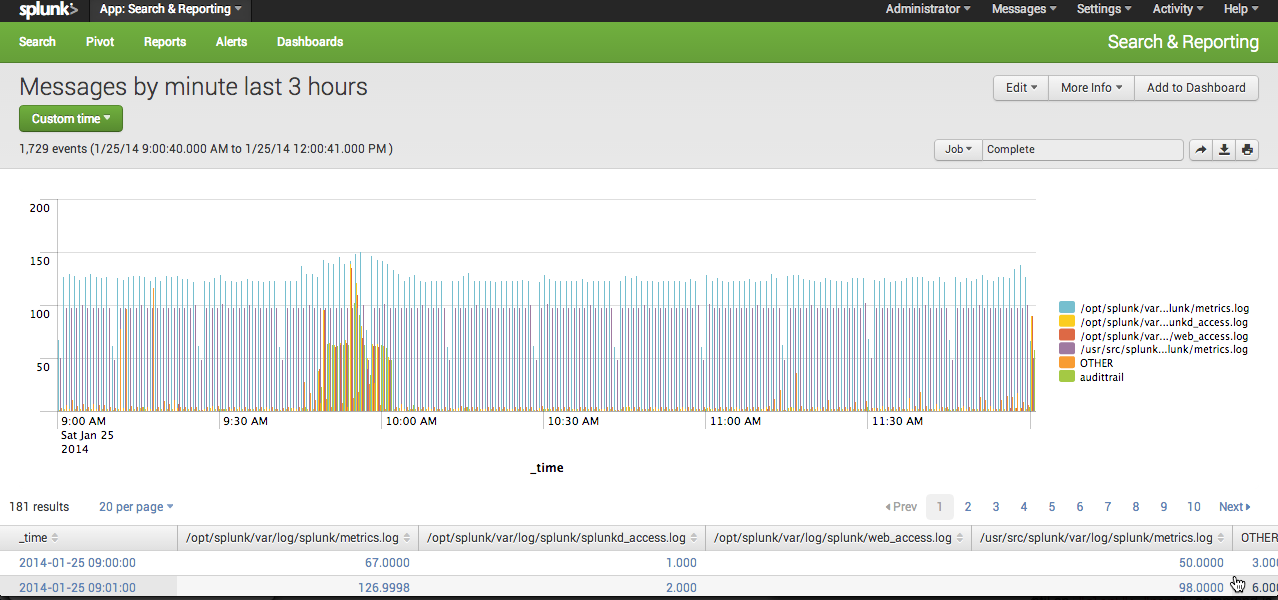 splunk> App: Search & Reporting Administrator Messages Settings Activity Help
Search Pivot Reports Alerts Dashboards Search & Reporting
Messages by minute last 3 hours Edit More Info Add to Dashboard
Custom time
1,729 events (1/25/14 9:00:40.000 AM to 1/25/14 12:00:41.000 PM ) Job Complete
200
150
100
50
/opt/splunk/var...lunk/metrics.log
/opt/splunk/var...unkd_access.log
/opt/splunk/var.../web_access.log
/usr/src/splunk...lunk/metrics.log
OTHER
audittrail
9:00 AM 9:30 AM 10:00 AM 10:30 AM 11:00 AM 11:30 AM
Sat Jan 25
2014
_time
181 results 20 per page Prev 1 2 3 4 5 6 7 8 9 10 Next
_time /opt/splunk/var/log/splunk/metrics.log /opt/splunk/var/log/splunk/splunkd_access.log /opt/splunk/var/log/splunk/web_access.log /usr/src/splunk/var/log/splunk/metrics.log OTHER
2014-01-25 09:00:00 67.0000 1.000 50.0000 3.000
2014-01-25 09:01:00 126.9998 2.000 98.0000 6.000